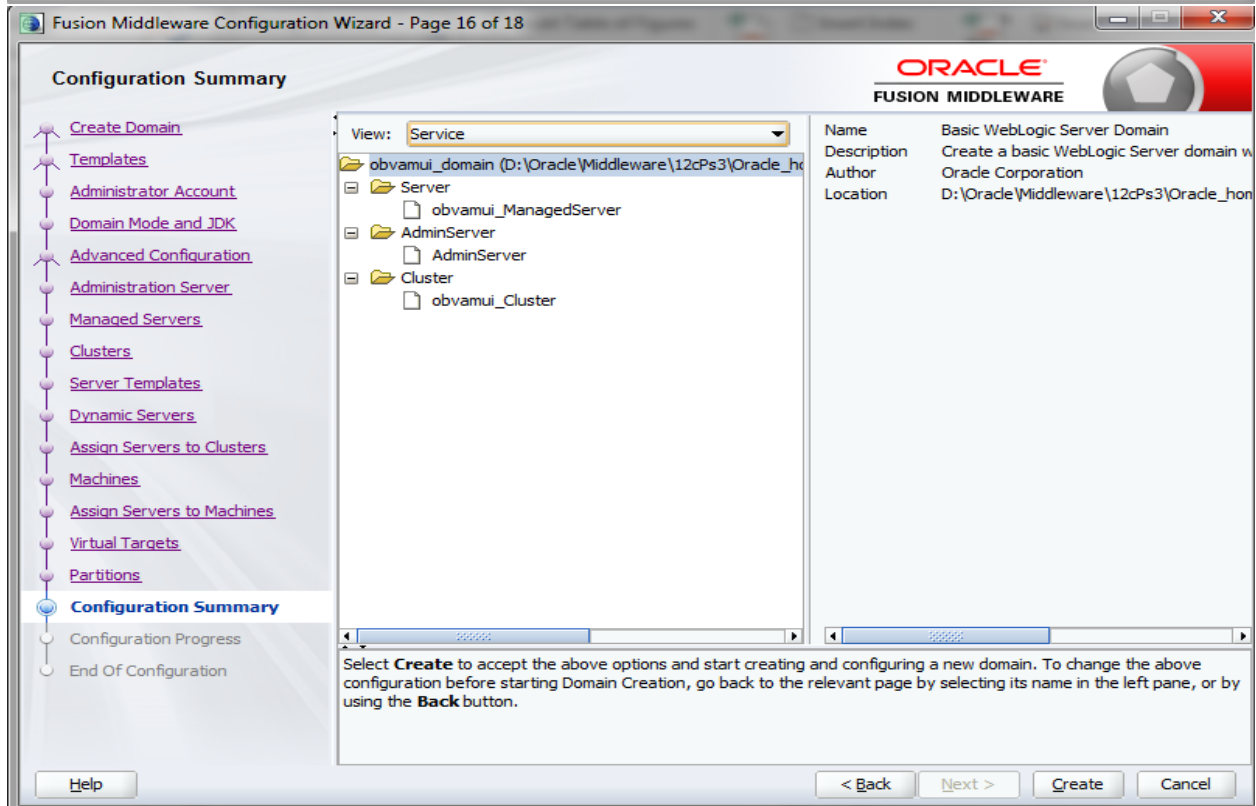 Fusion Middleware Configuration Wizard - Page 16 of 18
Configuration Summary
ORACLE
FUSION MIDDLEWARE
Create Domain
Templates
Administrator Account
Domain Mode and JDK
Advanced Configuration
Administration Server
Managed Servers
Clusters
Server Templates
Dynamic Servers
Assign Servers to Clusters
Machines
Assign Servers to Machines
Virtual Targets
Partitions
Configuration Summary
Configuration Progress
End Of Configuration
View: Service
obvamui_domain (D:\Oracle\Middleware\12cPs3\Oracle_ho
Server
obvamui_ManagedServer
AdminServer
AdminServer
Cluster
obvamui_Cluster
Name Basic WebLogic Server Domain
Description Create a basic WebLogic Server domain w
Author Oracle Corporation
Location D:\Oracle\Middleware\12cPs3\Oracle_hon
Select Create to accept the above options and start creating and configuring a new domain. To change the above
configuration before starting Domain Creation, go back to the relevant page by selecting its name in the left pane, or by
using the Back button.
Help
< Back
Next >
Create
Cancel